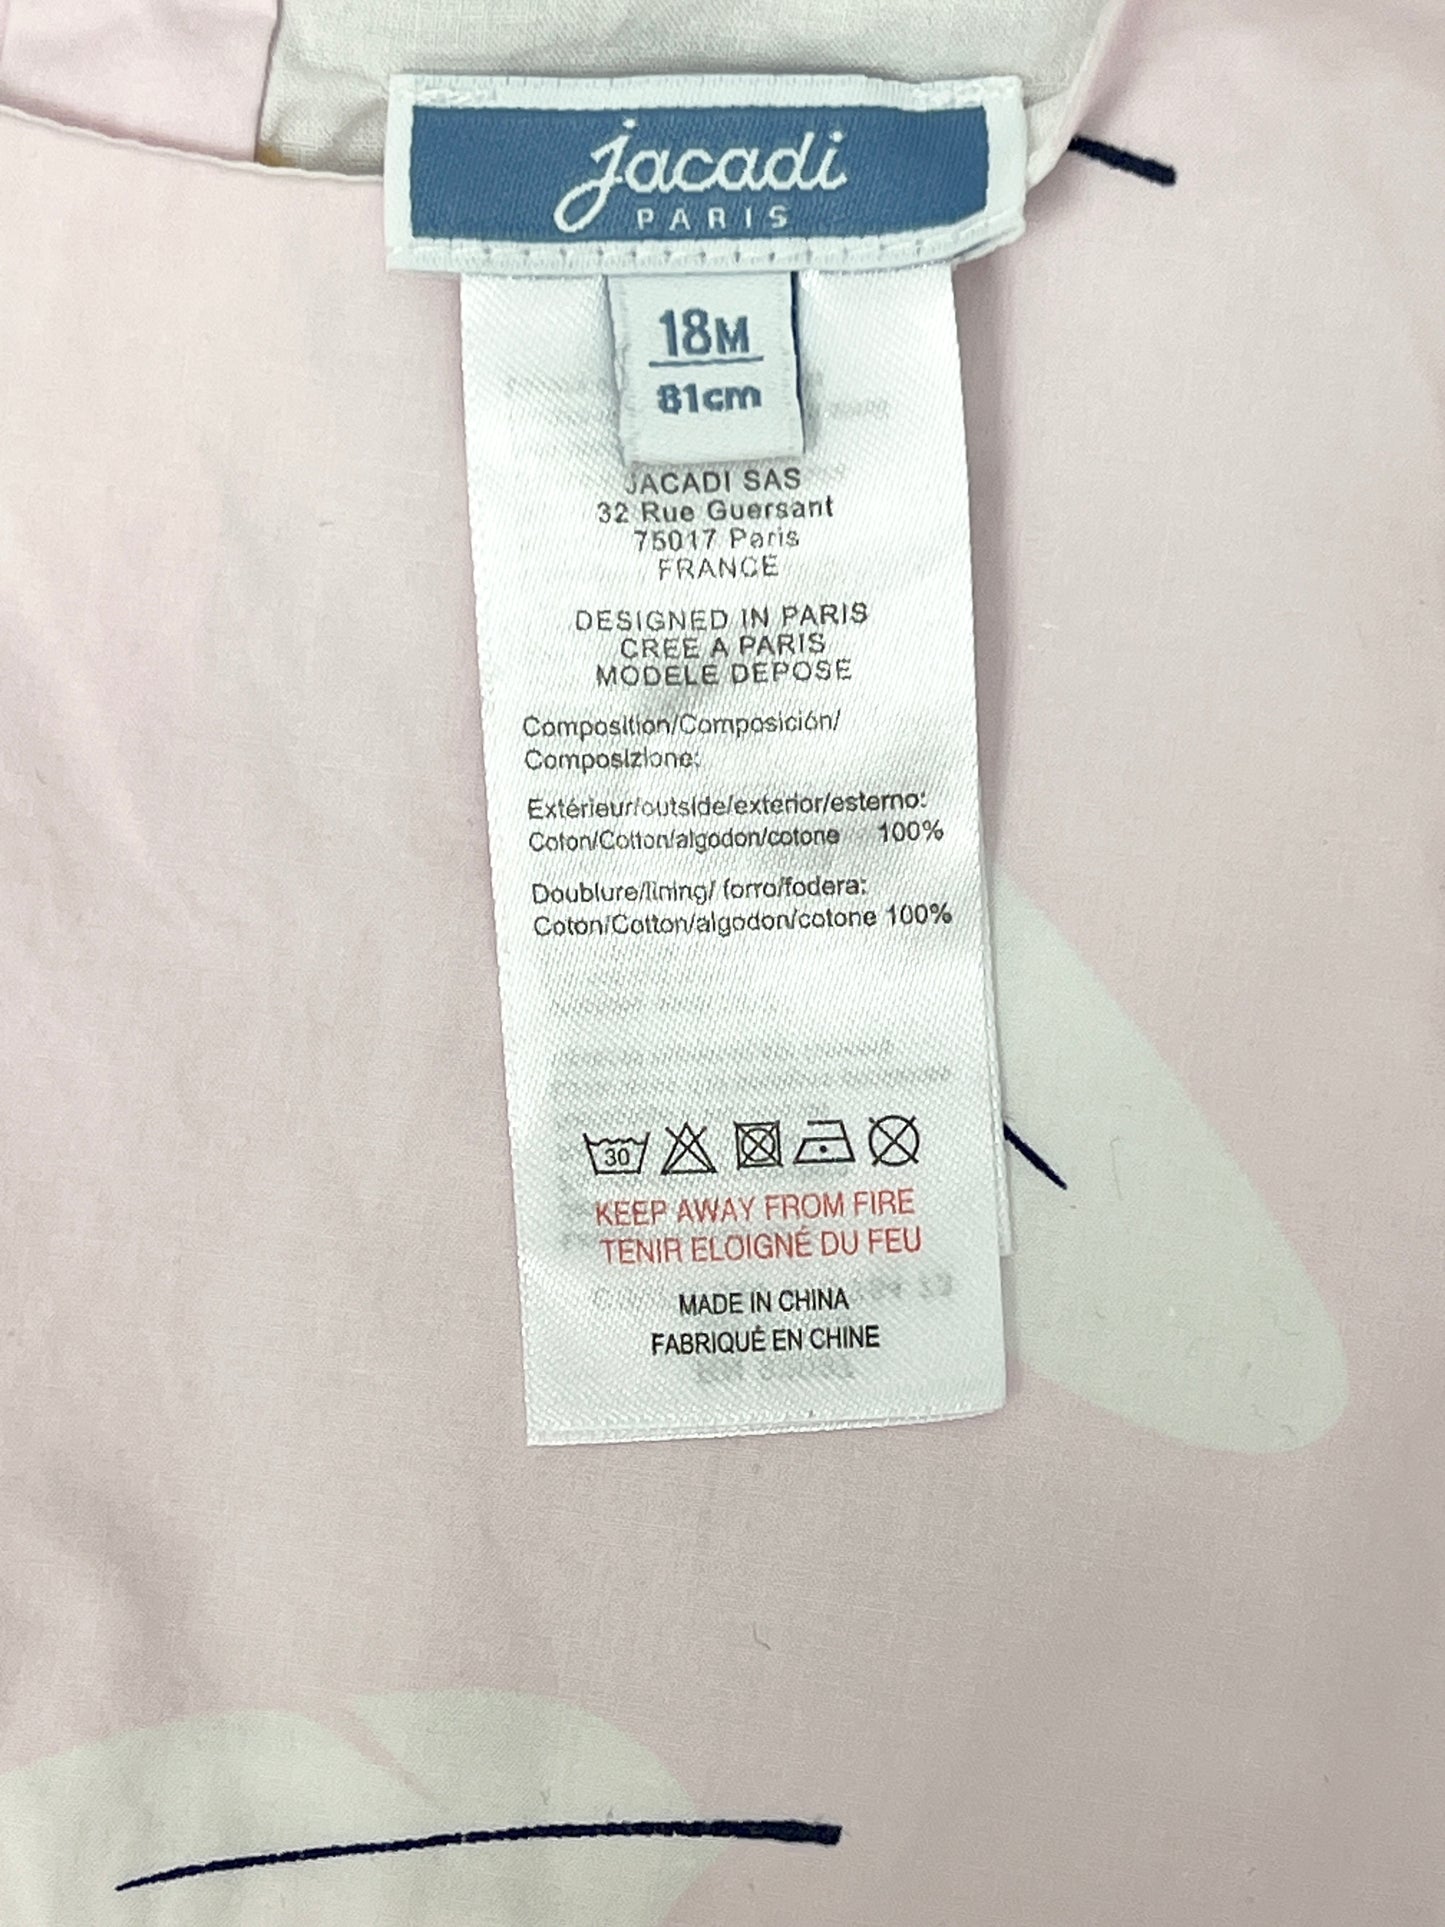 jacadi
PARIS
18M
81cm
JACADI SAS
32 Rue Guersant
75017 Paris
FRANCE
DESIGNED IN PARIS
CREE A PARIS
MODELE DEPOSE
Composition/Composición/
Composizione:
Extérieur/outside/exterior/esterno:
Coton/Cotton/algodon/cotone 100%
Doublure/lining/ forro/fodera:
Coton/Cotton/algodon/cotone 100%
30
KEEP AWAY FROM FIRE
TENIR ELOIGNÉ DU FEU
MADE IN CHINA
FABRIQUÉ EN CHINE